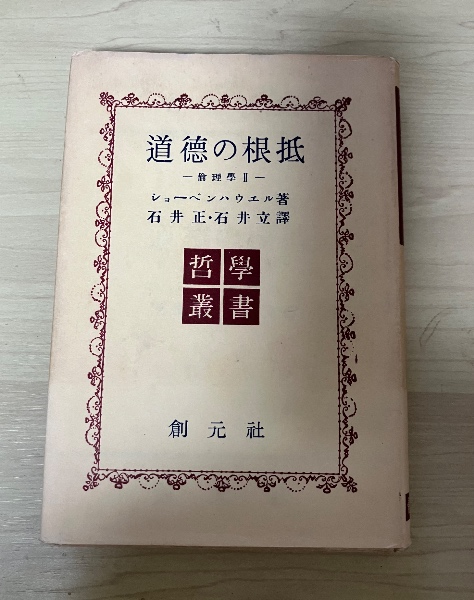 道德の根抵
―倫理學Ⅱ―
ショーペンハウエル著
石井正・石井立譯
哲學
叢書
創元社